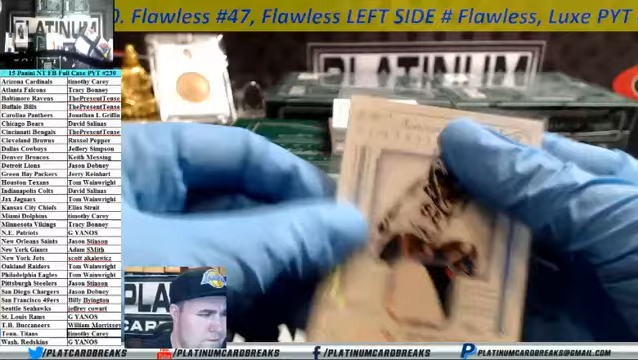 0. Flawless #47, Flawless LEFT SIDE # Flawless, Luxe PYT
PLATINUM
15 Panini NT FB Full Case PYT #239
Arizona Cardinals timothy Carey
Atlanta Falcons Tracy Bonney
Baltimore Ravens ThePresentTense
Buffalo Bills ThePresentTense
Carolina Panthers Jonathan L Griffin
Chicago Bears David Salinas
Cincinnati Bengals ThePresentTense
Cleveland Browns Russel Pepper
Dallas Cowboys Jeffery Simpson
Denver Broncos Keith Messing
Detroit Lions Jason Dobney
Green Bay Packers Jerry Reinhart
Houston Texans Tom Wainwright
Indianapolis Colts David Salinas
Jax Jaguars Tom Wainwright
Kansas City Chiefs Elias Strait
Miami Dolphins timothy Carey
Minnesota Vikings Tracy Bonney
N.E. Patriots G YANOS
New Orleans Saints Jason Stinson
New York Giants Adam SMith
New York Jets scott akalewicz
Oakland Raiders Tom Wainwright
Philadelphia Eagles Tom Wainwright
Pittsburgh Steelers Jason Stinson
San Diego Chargers Jason Dobney
San Francisco 49ers Billy Byington
Seattle Seahawks jeffrey cowart
St. Louis Rams G YANOS
T.B. Buccaneers William Morrisse
Tenn. Titans timothy Carey
Wash. Redskins G YANOS
/PLATCARDBREAKS You Tube /PLATINUMCARDBREAKS /PLATINUMCARDBREAKS